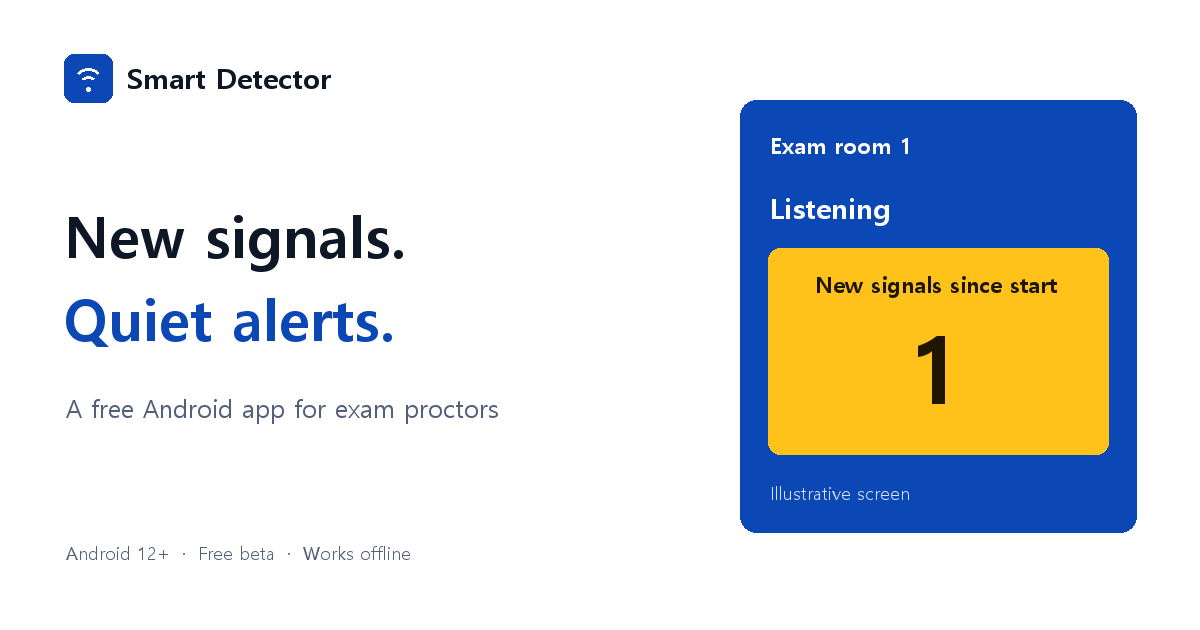 Smart Detector
New signals.
Quiet alerts.
A free Android app for exam proctors
Android 12+ · Free beta · Works offline
Exam room 1
Listening
New signals since start
1
Illustrative screen